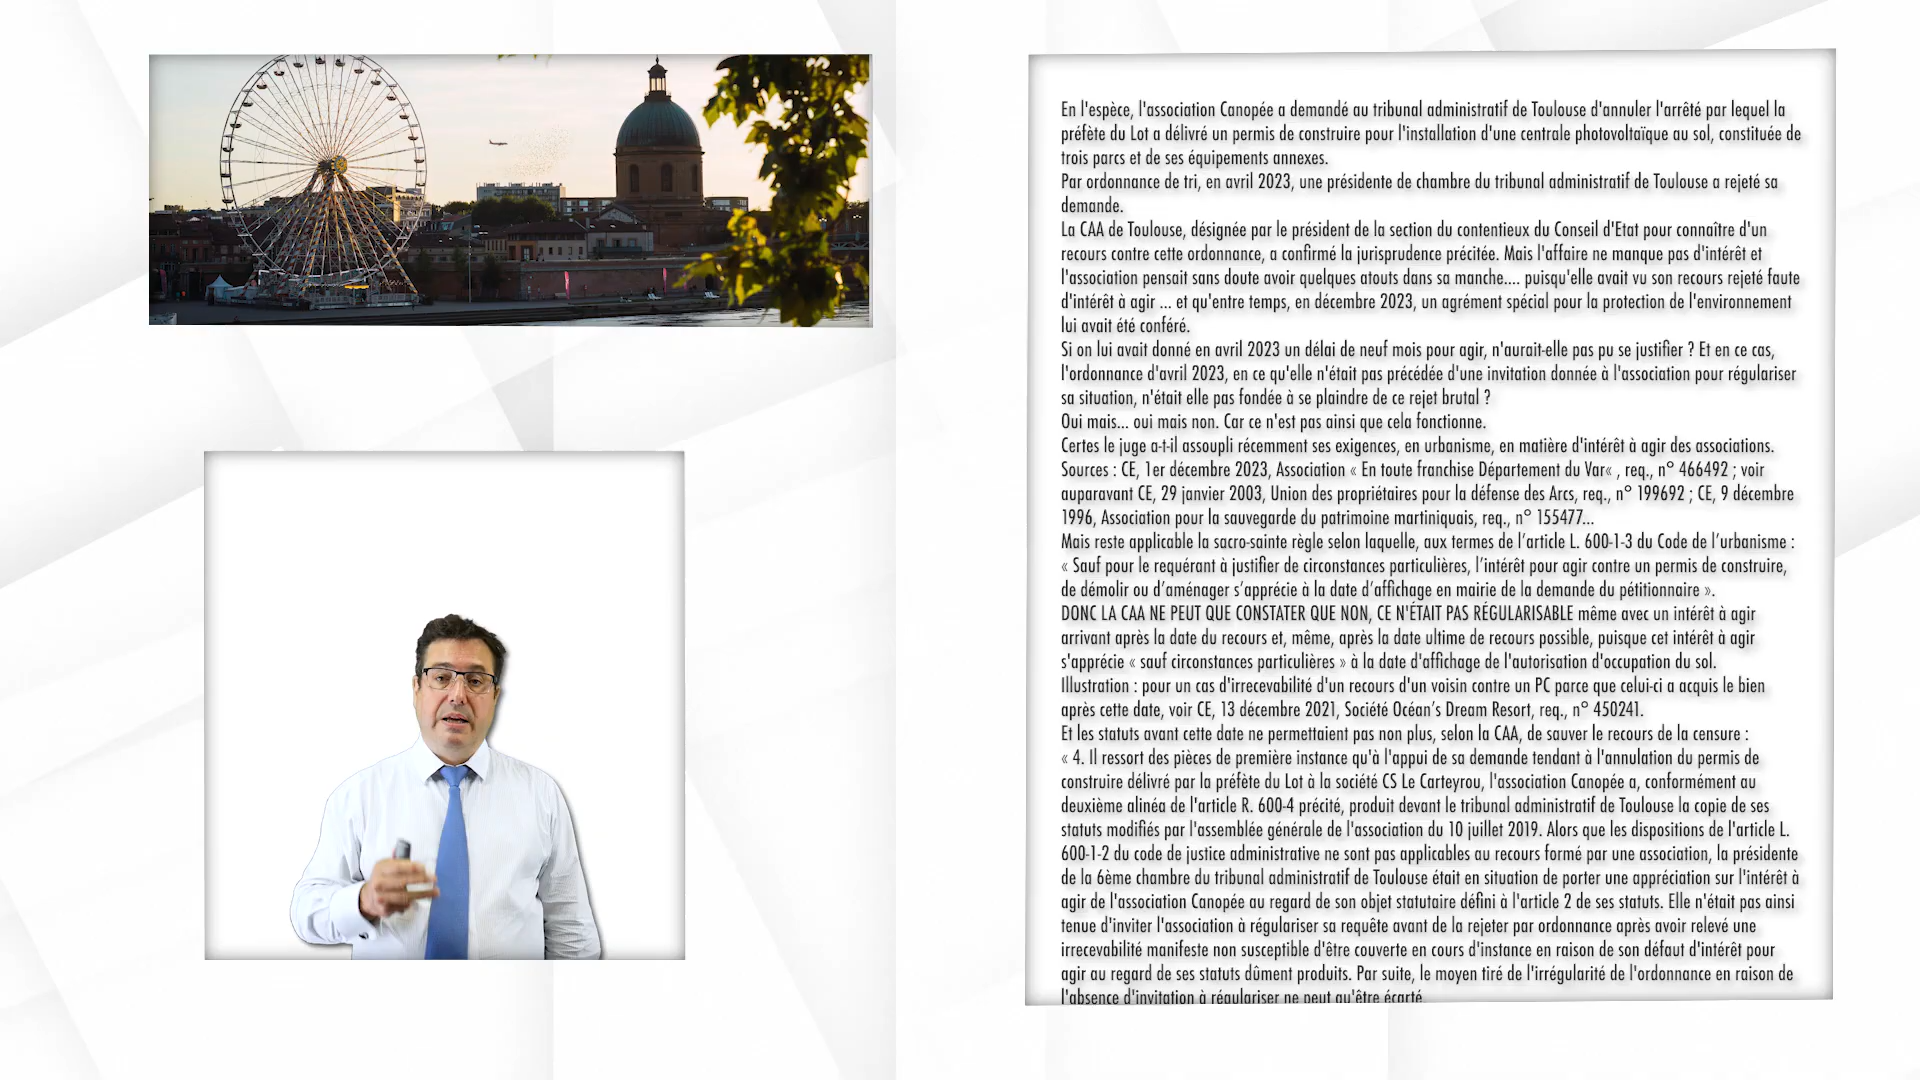 En l'espèce, l'association Canopée a demandé au tribunal administratif de Toulouse d'annuler l'arrêté par lequel la
préfète du Lot a délivré un permis de construire pour l'installation d'une centrale photovoltaïque au sol, constituée de
trois parcs et de ses équipements annexes.
Par ordonnance de tri, en avril 2023, une présidente de chambre du tribunal administratif de Toulouse a rejeté sa
demande.
La CAA de Toulouse, désignée par le président de la section du contentieux du Conseil d'Etat pour connaître d'un
recours contre cette ordonnance, a confirmé la jurisprudence précitée. Mais l'affaire ne manque pas d'intérêt et
l'association pensait sans doute avoir quelques atouts dans sa manche.... puisqu'elle avait vu son recours rejeté faute
d'intérêt à agir ... et qu'entre temps, en décembre 2023, un agrément spécial pour la protection de l'environnement
lui avait été conféré.
Si on lui avait donné en avril 2023 un délai de neuf mois pour agir, n'aurait-elle pas pu se justifier ? Et en ce cas,
l'ordonnance d'avril 2023, en ce qu'elle n'était pas précédée d'une invitation donnée à l'association pour régulariser
sa situation, n'était elle pas fondée à se plaindre de ce rejet brutal ?
Oui mais... oui mais non. Car ce n'est pas ainsi que cela fonctionne.
Certes le juge a-t-il assoupli récemment ses exigences, en urbanisme, en matière d'intérêt à agir des associations.
Sources : CE, 1er décembre 2023, Association « En toute franchise Département du Var« , req., n° 466492 ; voir
auparavant CE, 29 janvier 2003, Union des propriétaires pour la défense des Arcs, req., n° 199692 ; CE, 9 décembre
1996, Association pour la sauvegarde du patrimoine martiniquais, req., n° 155477...
Mais reste applicable la sacro-sainte règle selon laquelle, aux termes de l’article L. 600-1-3 du Code de l’urbanisme :
« Sauf pour le requérant à justifier de circonstances particulières, l’intérêt pour agir contre un permis de construire,
de démolir ou d’aménager s’apprécie à la date d’affichage en mairie de la demande du pétitionnaire ».
DONC LA CAA NE PEUT QUE CONSTATER QUE NON, CE N'ÉTAIT PAS RÉGULARISABLE même avec un intérêt à agir
arrivant après la date du recours et, même, après la date ultime de recours possible, puisque cet intérêt à agir
s'apprécie « sauf circonstances particulières » à la date d'affichage de l'autorisation d'occupation du sol.
Illustration : pour un cas d'irrecevabilité d'un recours d'un voisin contre un PC parce que celui-ci a acquis le bien
après cette date, voir CE, 13 décembre 2021, Société Océan’s Dream Resort, req., n° 450241.
Et les statuts avant cette date ne permettaient pas non plus, selon la CAA, de sauver le recours de la censure :
« 4. Il ressort des pièces de première instance qu'à l'appui de sa demande tendant à l'annulation du permis de
construire délivré par la préfète du Lot à la société CS Le Carteyrou, l'association Canopée a, conformément au
deuxième alinéa de l'article R. 600-4 précité, produit devant le tribunal administratif de Toulouse la copie de ses
statuts modifiés par l'assemblée générale de l'association du 10 juillet 2019. Alors que les dispositions de l'article L.
600-1-2 du code de justice administrative ne sont pas applicables au recours formé par une association, la présidente
de la 6ème chambre du tribunal administratif de Toulouse était en situation de porter une appréciation sur l'intérêt à
agir de l'association Canopée au regard de son objet statutaire défini à l'article 2 de ses statuts. Elle n'était pas ainsi
tenue d'inviter l'association à régulariser sa requête avant de la rejeter par ordonnance après avoir relevé une
irrecevabilité manifeste non susceptible d'être couverte en cours d'instance en raison de son défaut d'intérêt pour
agir au regard de ses statuts dûment produits. Par suite, le moyen tiré de l'irrégularité de l'ordonnance en raison de
l'absence d'invitation à régulariser ne peut qu'être écarté